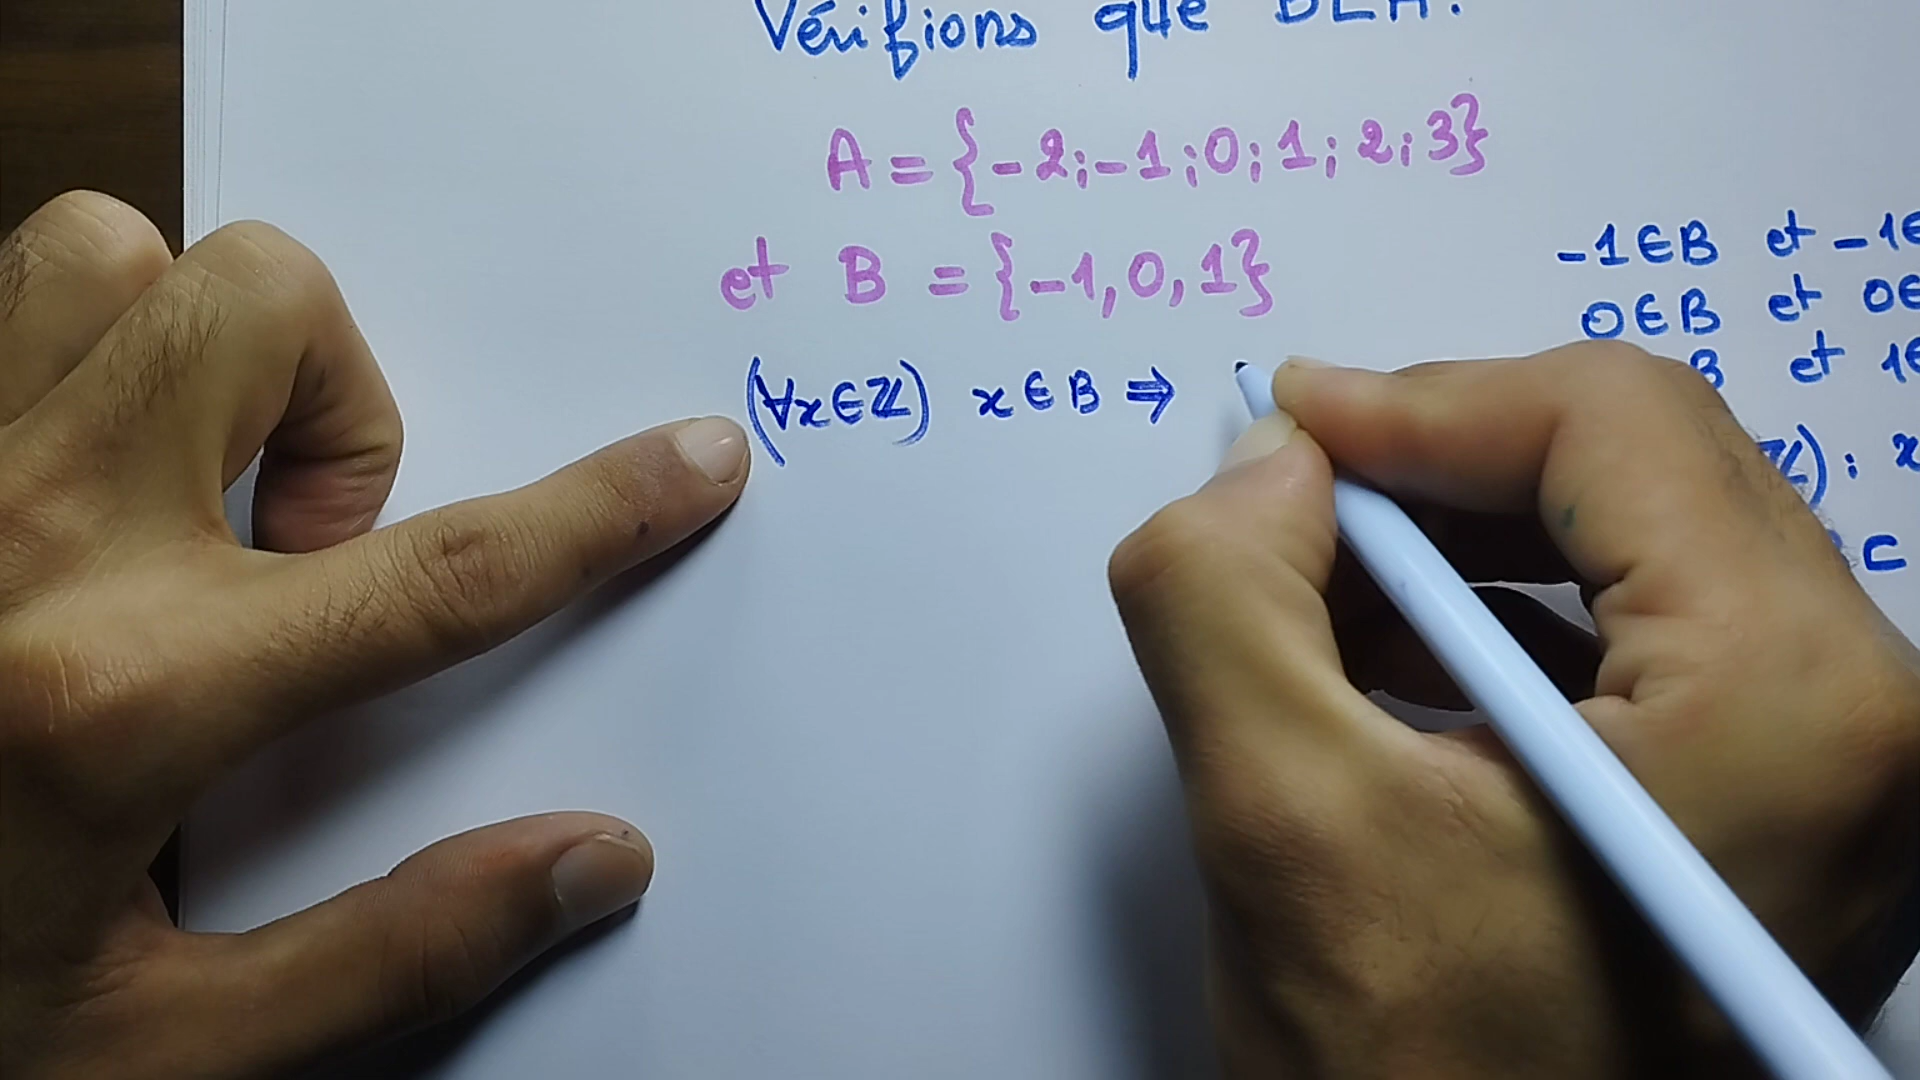 Vérifions que B⊂A.
A = {-2;-1;0;1;2;3}
et B = {-1,0,1}
(∀x∈ℤ) x∈B ⇒
-1∈B et -1∈
0∈B et 0∈
B et 1∈
ℤ): x
⊂